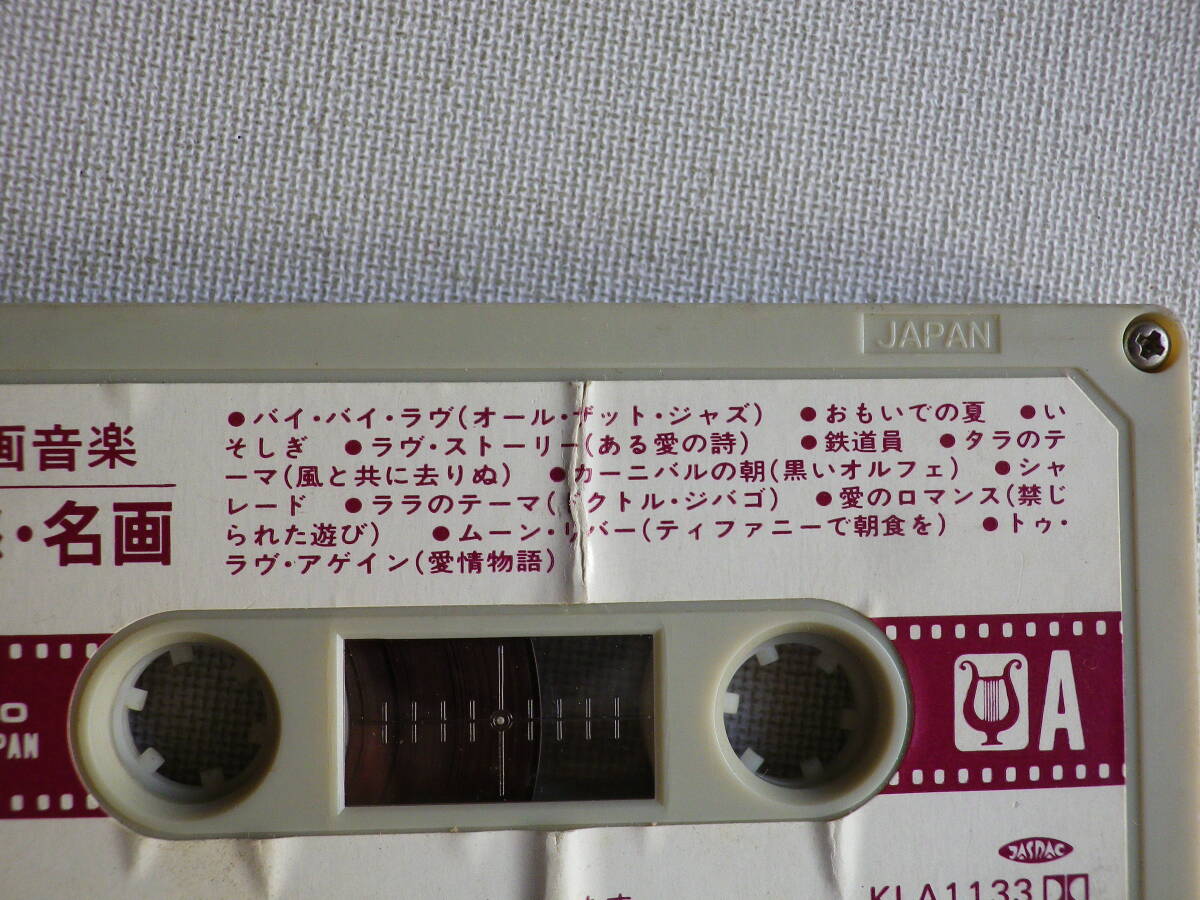 JAPAN
画音楽
・名画
●バイ・バイ・ラヴ(オール・ザット・ジャズ) ●おもいでの夏 ●い
そしぎ ●ラヴ・ストーリー(ある愛の詩) ●鉄道員 ●タラのテ
ーマ(風と共に去りぬ) ●カーニバルの朝(黒いオルフェ) ●シャ
レード ●ララのテーマ( クトル・ジバゴ) ●愛のロマンス(禁じ
られた遊び) ●ムーン・リバー(ティファニーで朝食を) ●トゥ・
ラヴ・アゲイン(愛情物語)
A
JASRAC
KLA1133